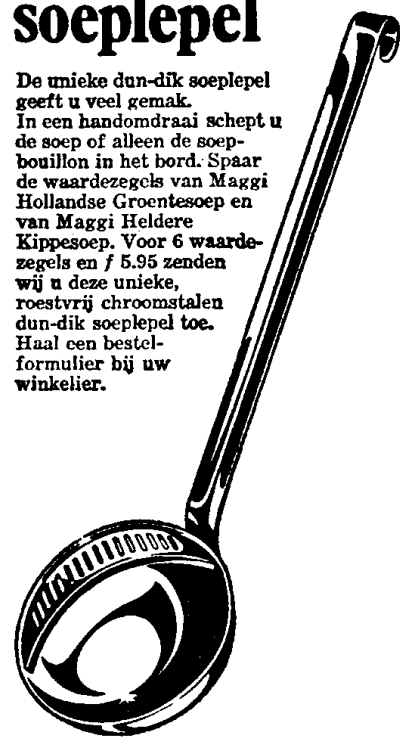 soeplepel
De unieke dun-dik soeplepel
geeft u veel gemak.
In een handomdraai schept u
de soep of alleen de soep-
bouillon in het bord. Spaar
de waardezegels van Maggi
Hollandse Groentesoep en
van Maggi Heldere
Kippesoep. Voor 6 waarde-
zegels en f 5.95 zenden
wij u deze unieke,
roestvrij chroomstalen
dun-dik soeplepel toe.
Haal een bestel-
formulier bij uw
winkelier.